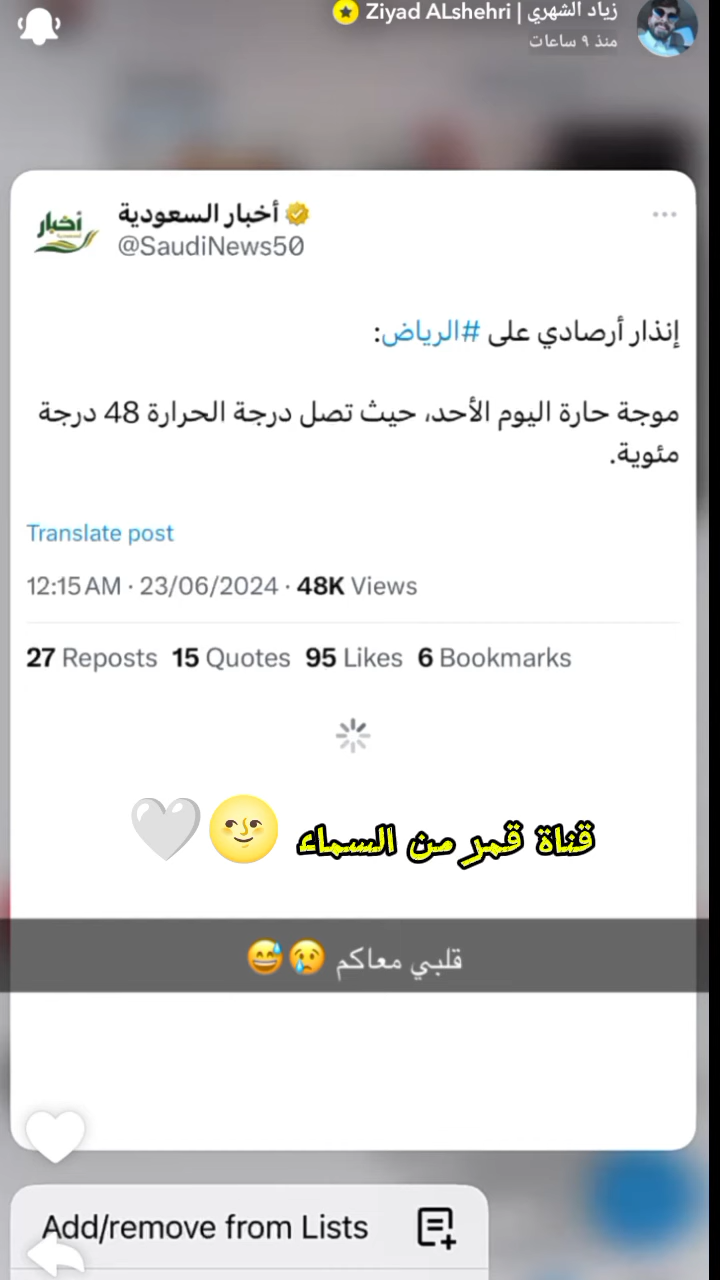 زياد الشهري | Ziyad ALshehri
منذ ٩ ساعات
أخبار
أخبار السعودية
@SaudiNews50
إنذار أرصادي على #الرياض:
موجة حارة اليوم الأحد، حيث تصل درجة الحرارة 48 درجة
مئوية.
Translate post
12:15 AM · 23/06/2024 · 48K Views
27 Reposts 15 Quotes 95 Likes 6 Bookmarks
قناة قمر من السماء 🌝🤍
قلبي معاكم 😢😅
Add/remove from Lists